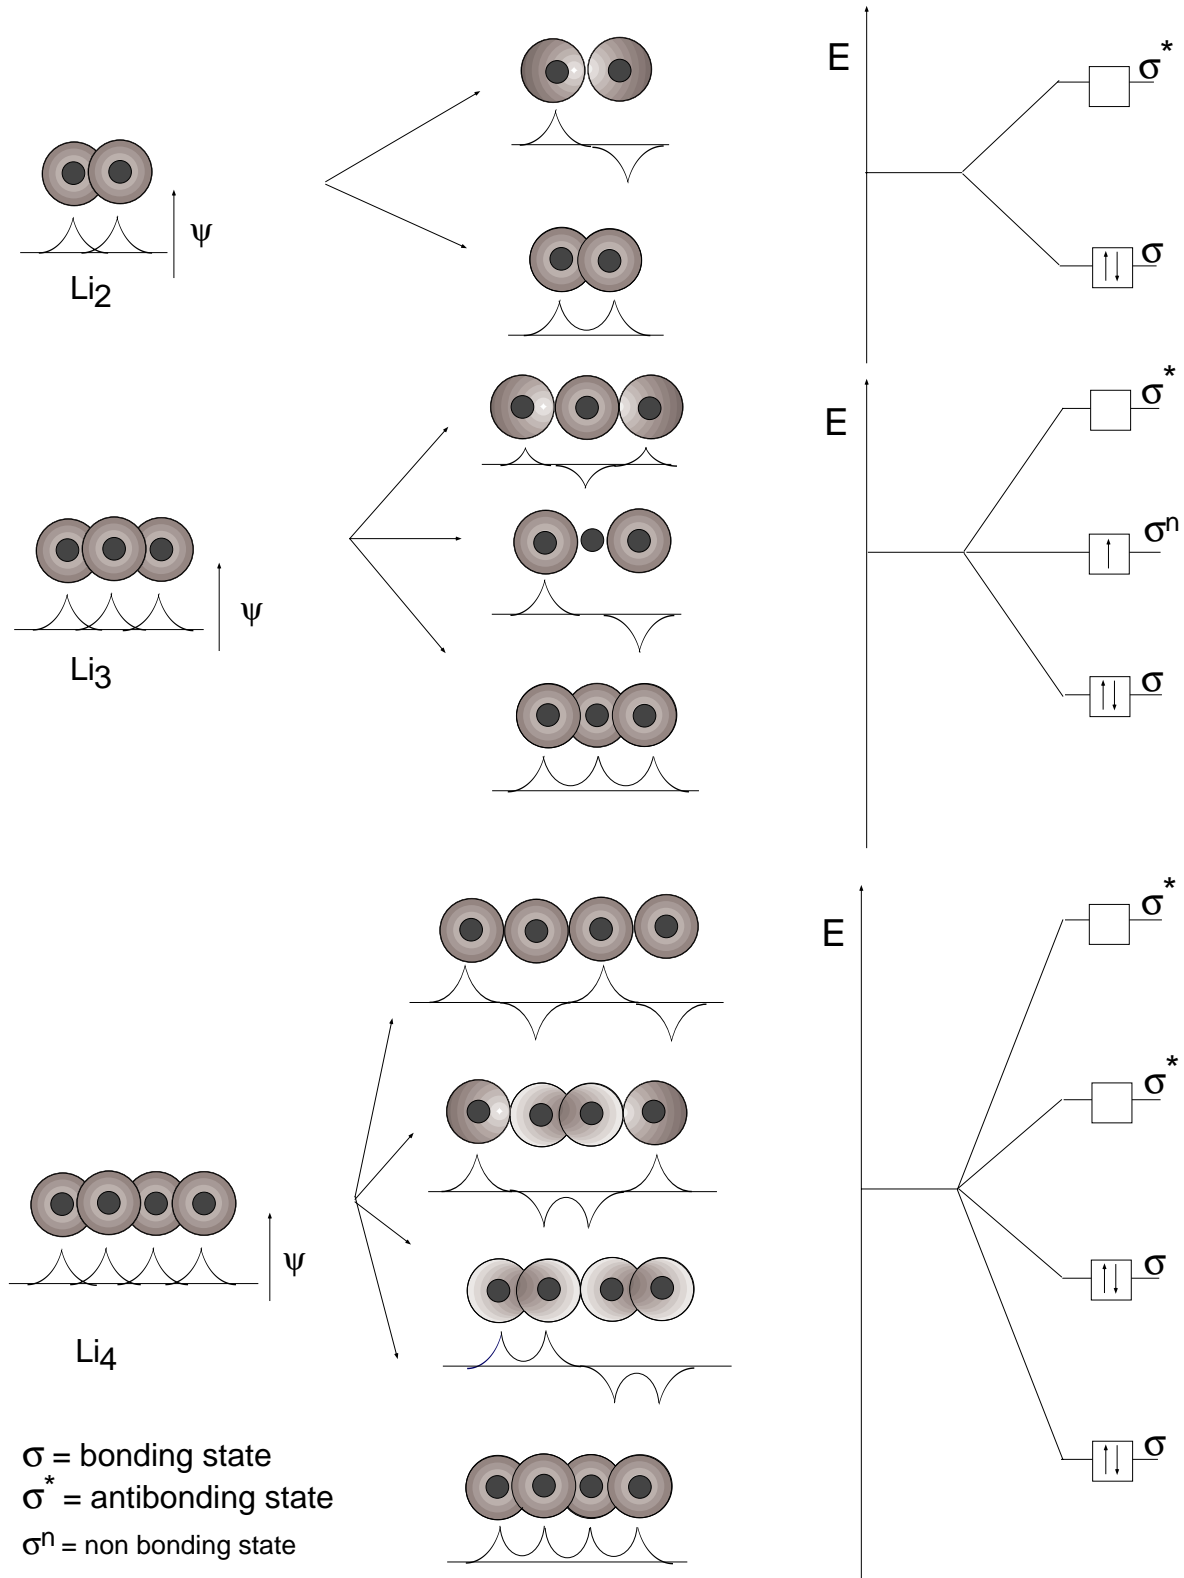 E
σ*
ψ
σ
Li2
σ*
E
σn
ψ
Li3
σ
σ*
E
σ*
ψ
σ
Li4
σ = bonding state
σ
σ* = antibonding state
σn = non bonding state